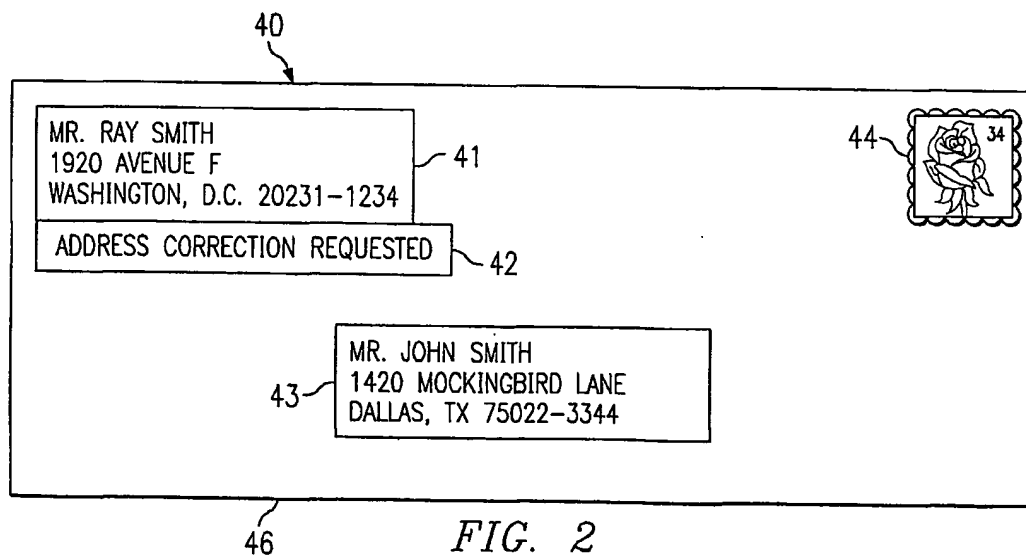 40
MR. RAY SMITH
1920 AVENUE F
WASHINGTON, D.C. 20231-1234
41
ADDRESS CORRECTION REQUESTED
42
44
34
MR. JOHN SMITH
1420 MOCKINGBIRD LANE
DALLAS, TX 75022-3344
43
46
FIG. 2